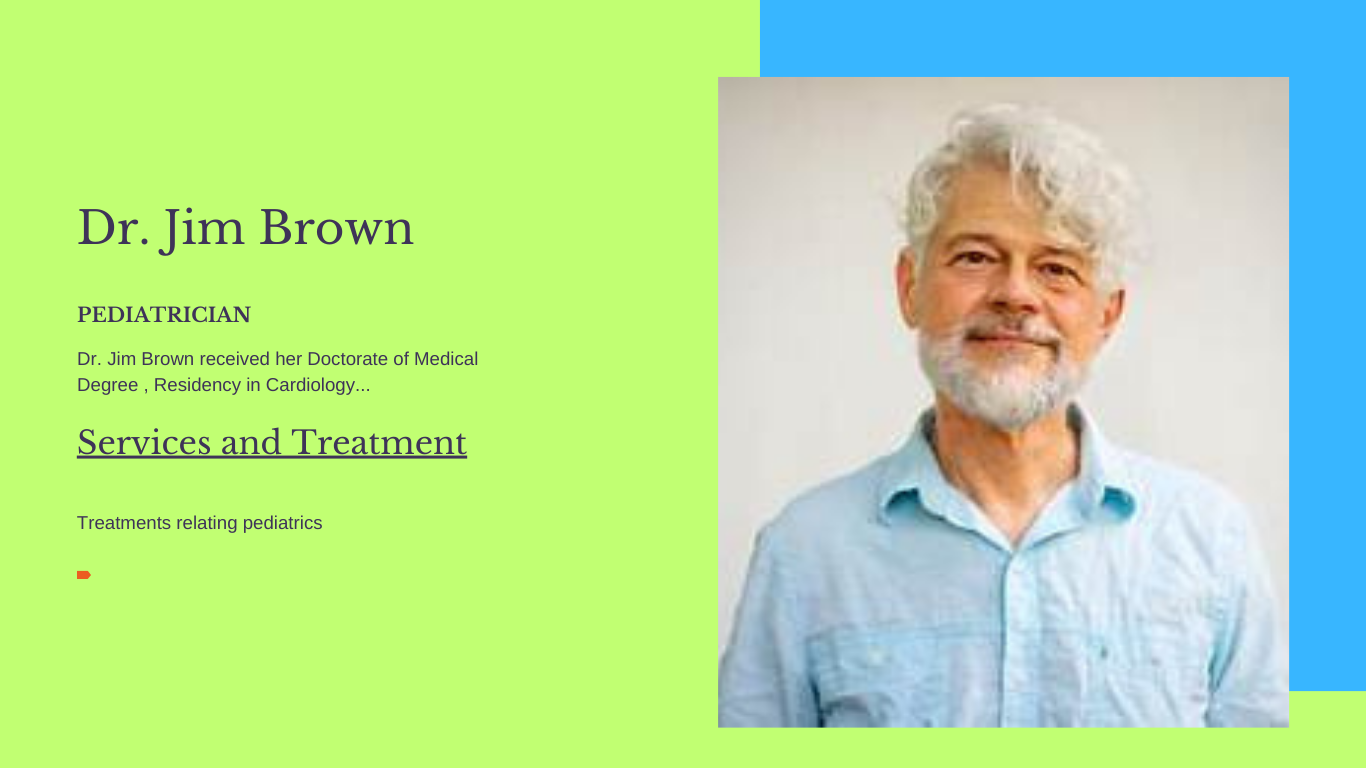 Dr. Jim Brown
PEDIATRICIAN
Dr. Jim Brown received her Doctorate of Medical
Degree , Residency in Cardiology...
Services and Treatment
Treatments relating pediatrics